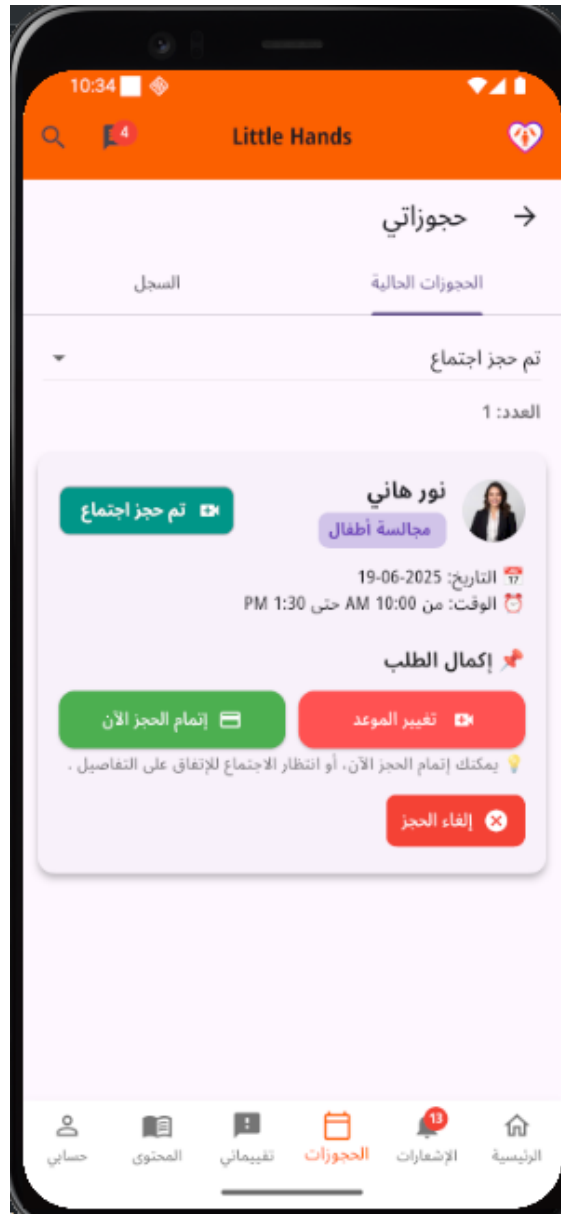 10:34
4
Little Hands
حجوزاتي
الحجوزات الحالية
السجل
تم حجز اجتماع
العدد: 1
نور هاني
مجالسة أطفال
تم حجز اجتماع
التاريخ: 2025-06-19
الوقت: من 10:00 AM حتى 1:30 PM
إكمال الطلب
تغيير الموعد
إتمام الحجز الآن
يمكنك إتمام الحجز الآن، أو انتظار الاجتماع للإتفاق على التفاصيل .
إلغاء الحجز
13
الرئيسية
الإشعارات
الحجوزات
تقييماتي
المحتوى
حسابي